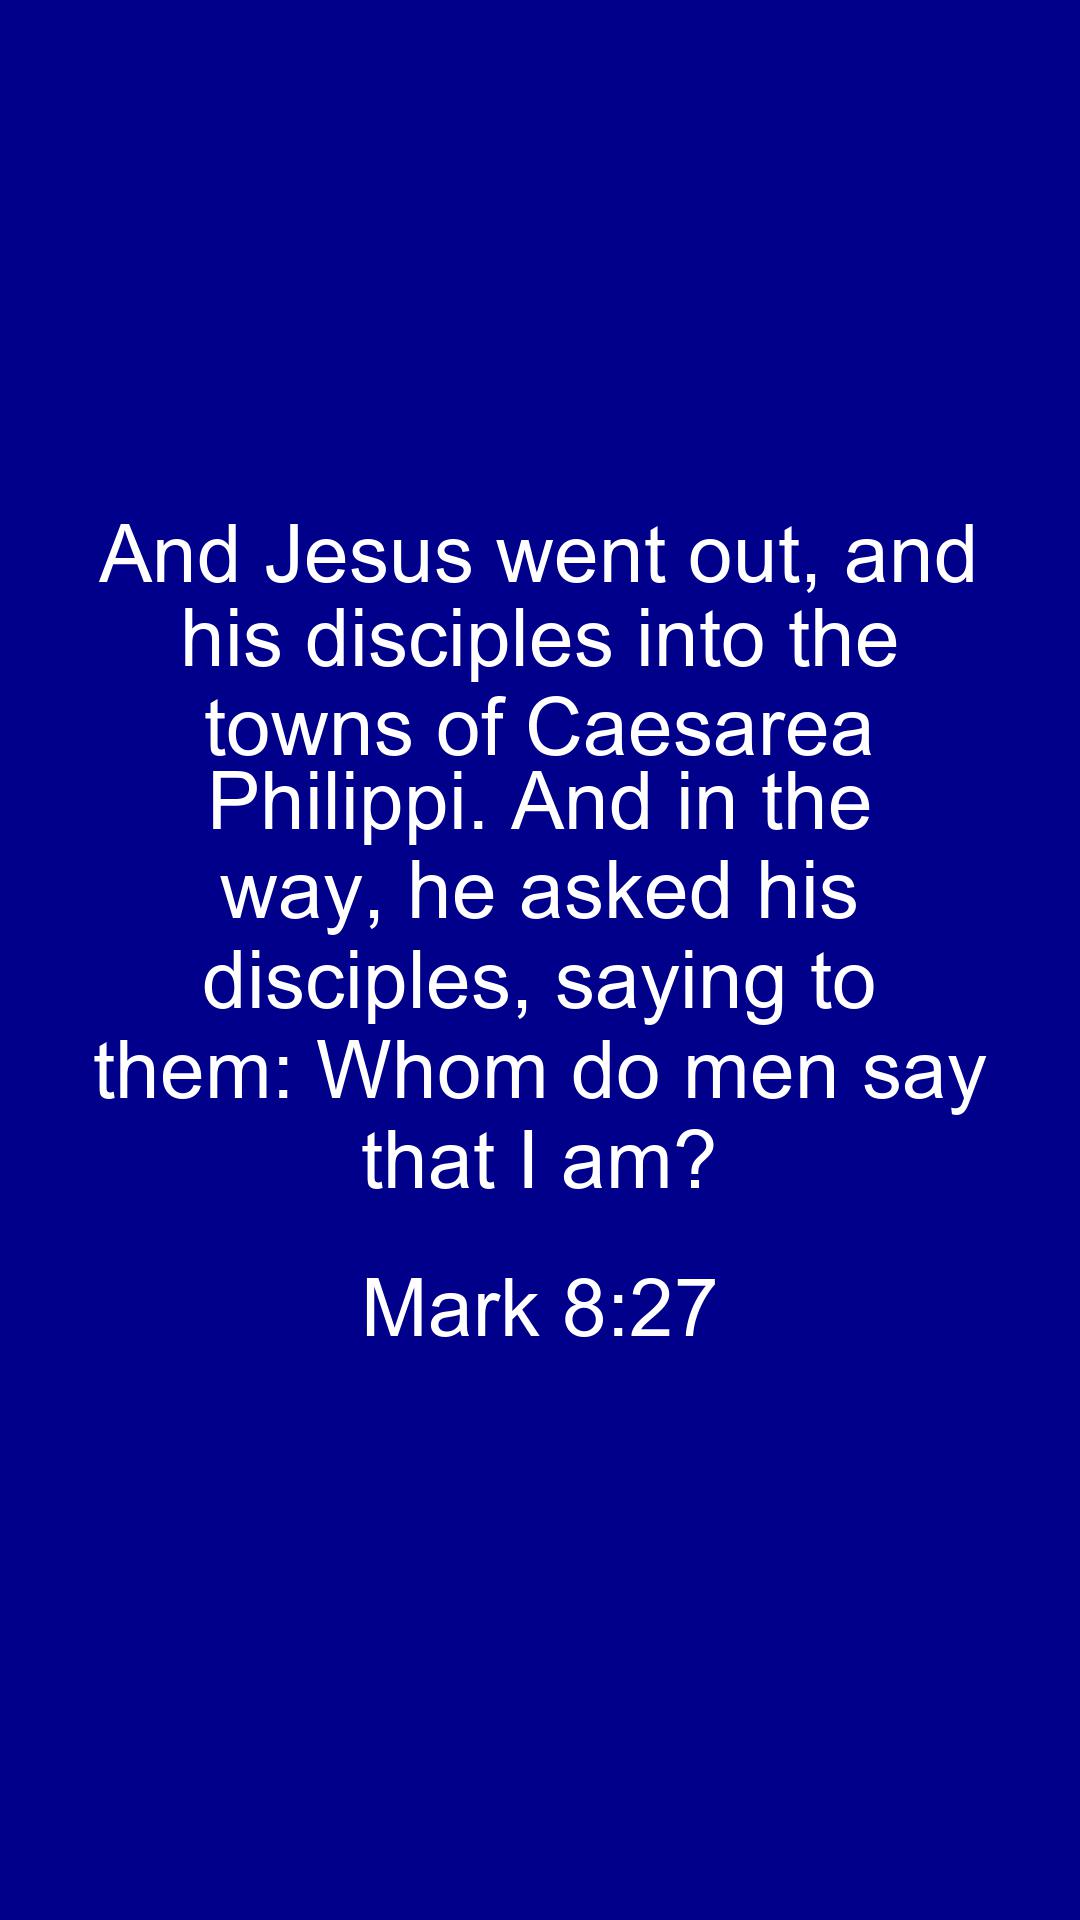 And Jesus went out, and
his disciples into the
towns of Caesarea
Philippi. And in the
way, he asked his
disciples, saying to
them: Whom do men say
that I am?
Mark 8:27